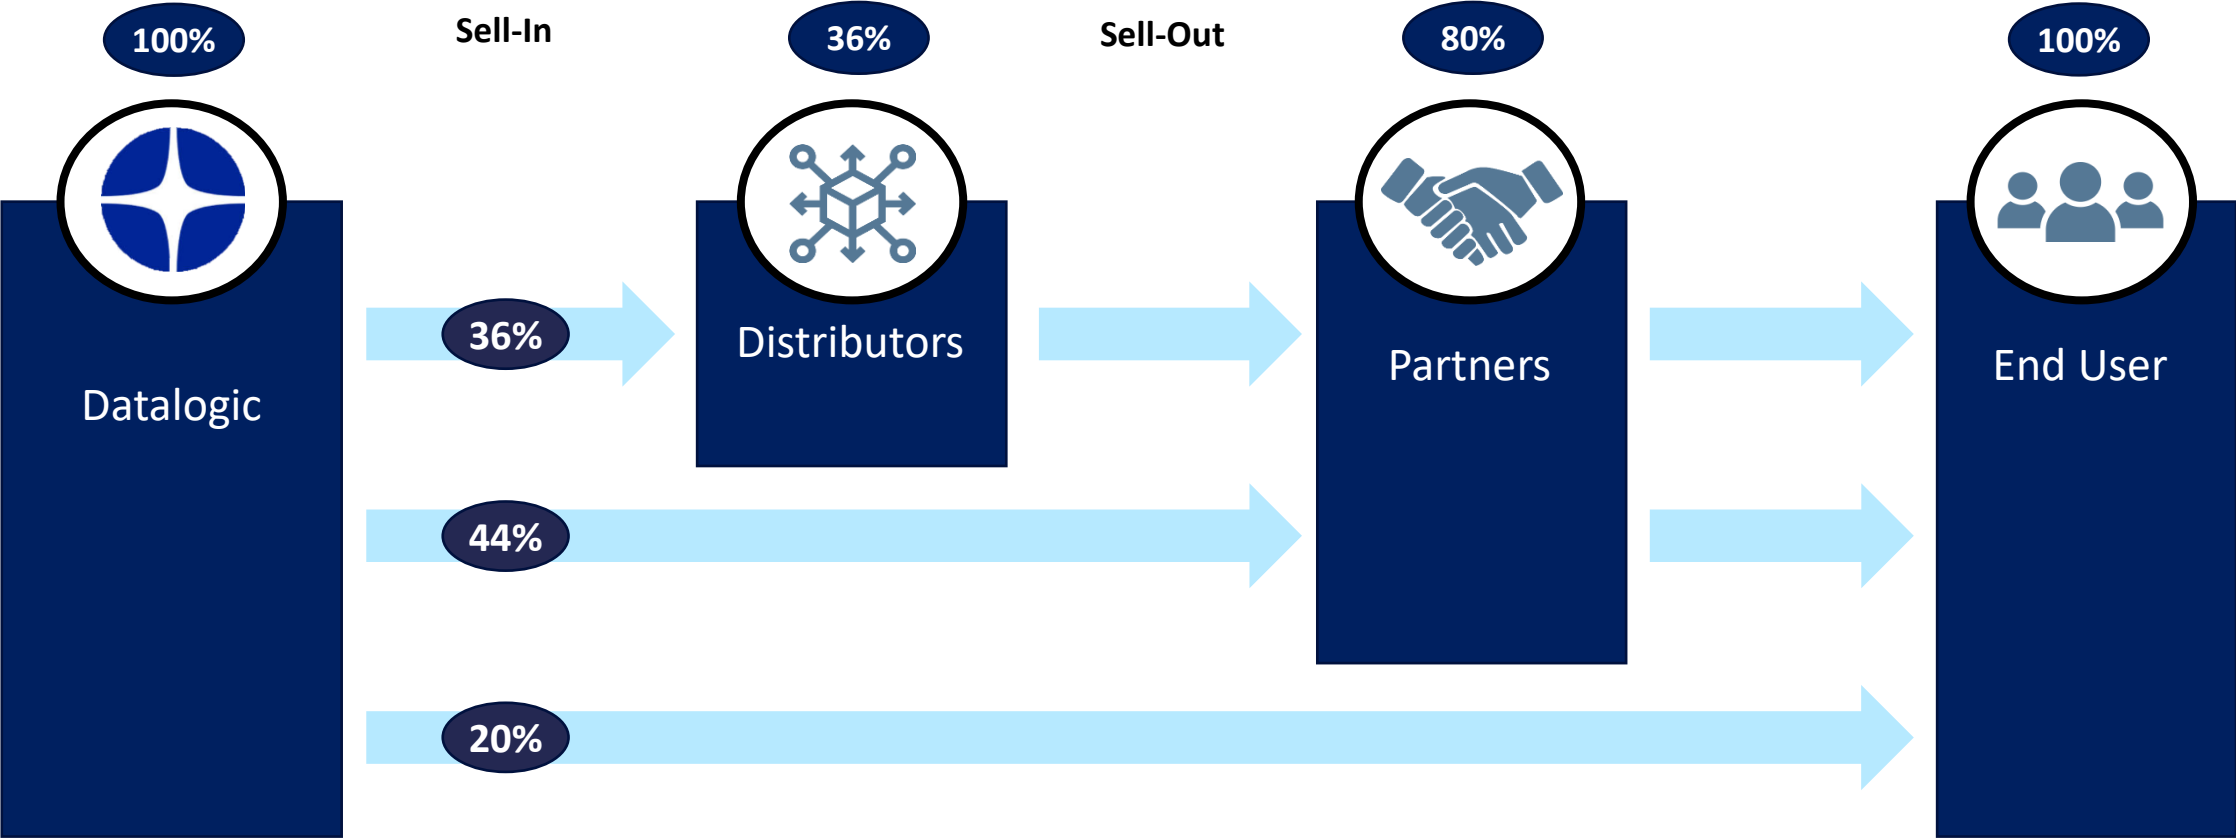 100%
Sell-In
36%
Sell-Out
80%
100%
Datalogic
36%
Distributors
Partners
End User
44%
20%